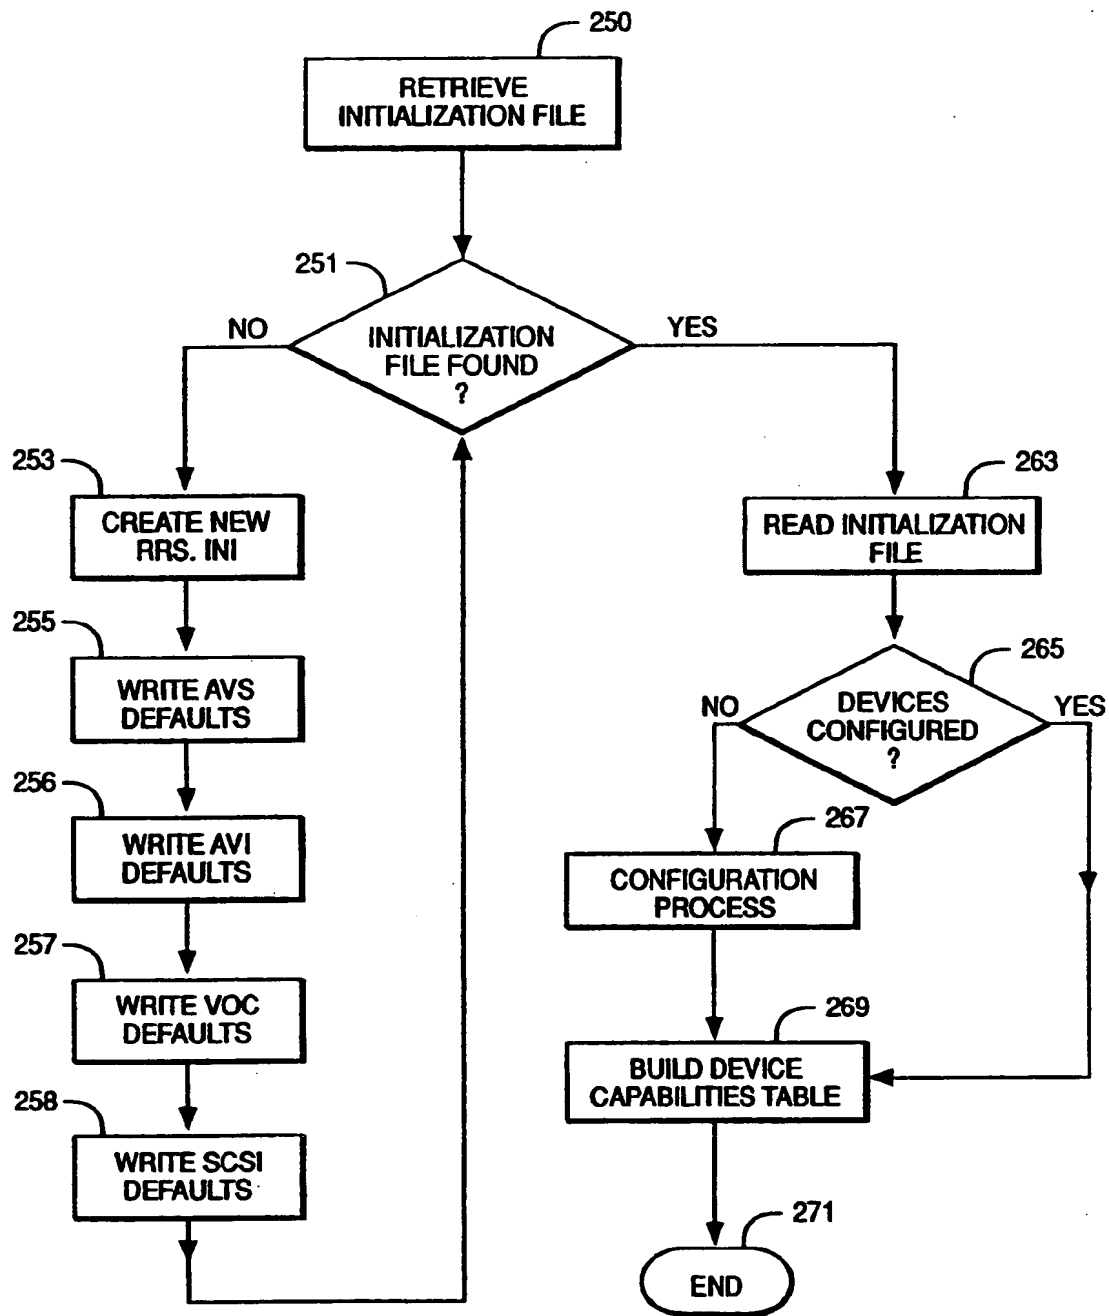 250
RETRIEVE
INITIALIZATION FILE
251
NO
YES
INITIALIZATION
FILE FOUND
?
253
CREATE NEW
RRS. INI
263
READ INITIALIZATION
FILE
255
WRITE AVS
DEFAULTS
265
NO
YES
DEVICES
CONFIGURED
?
256
WRITE AVI
DEFAULTS
267
CONFIGURATION
PROCESS
257
WRITE VOC
DEFAULTS
269
BUILD DEVICE
CAPABILITIES TABLE
258
WRITE SCSI
DEFAULTS
271
END